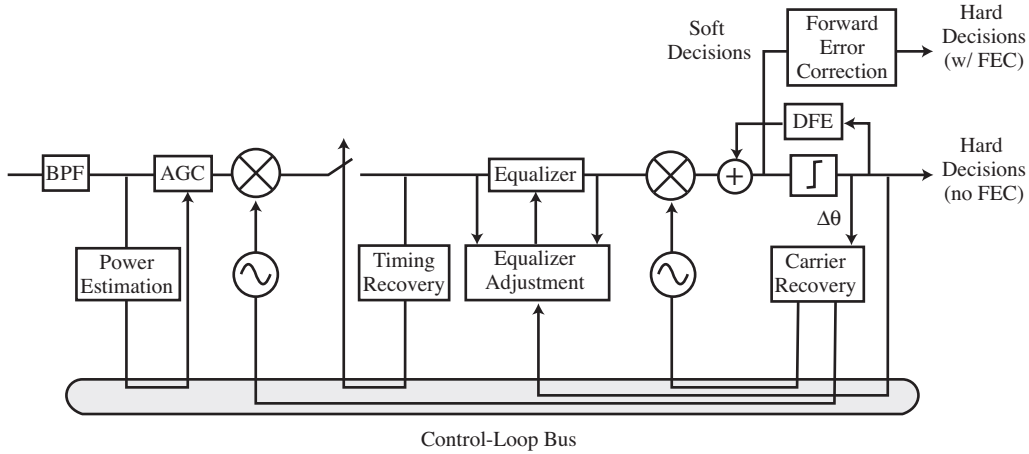 Soft
Decisions
Forward
Error
Correction
Hard
Decisions
(w/ FEC)
DFE
BPF
AGC
Equalizer
Hard
Decisions
(no FEC)
Δθ
Power
Estimation
Timing
Recovery
Equalizer
Adjustment
Carrier
Recovery
Control-Loop Bus